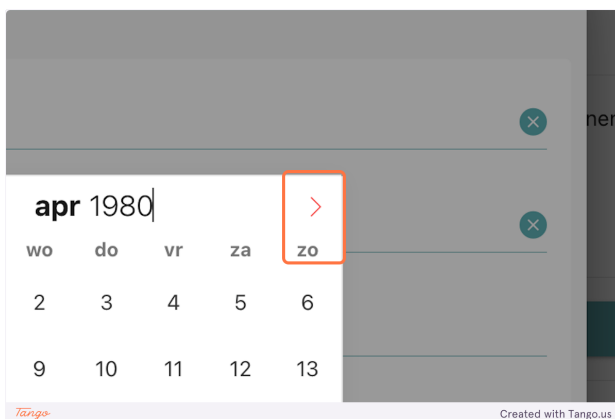 ner
apr 1980
wo do vr za zo
2 3 4 5 6
9 10 11 12 13
Tango
Created with Tango.us